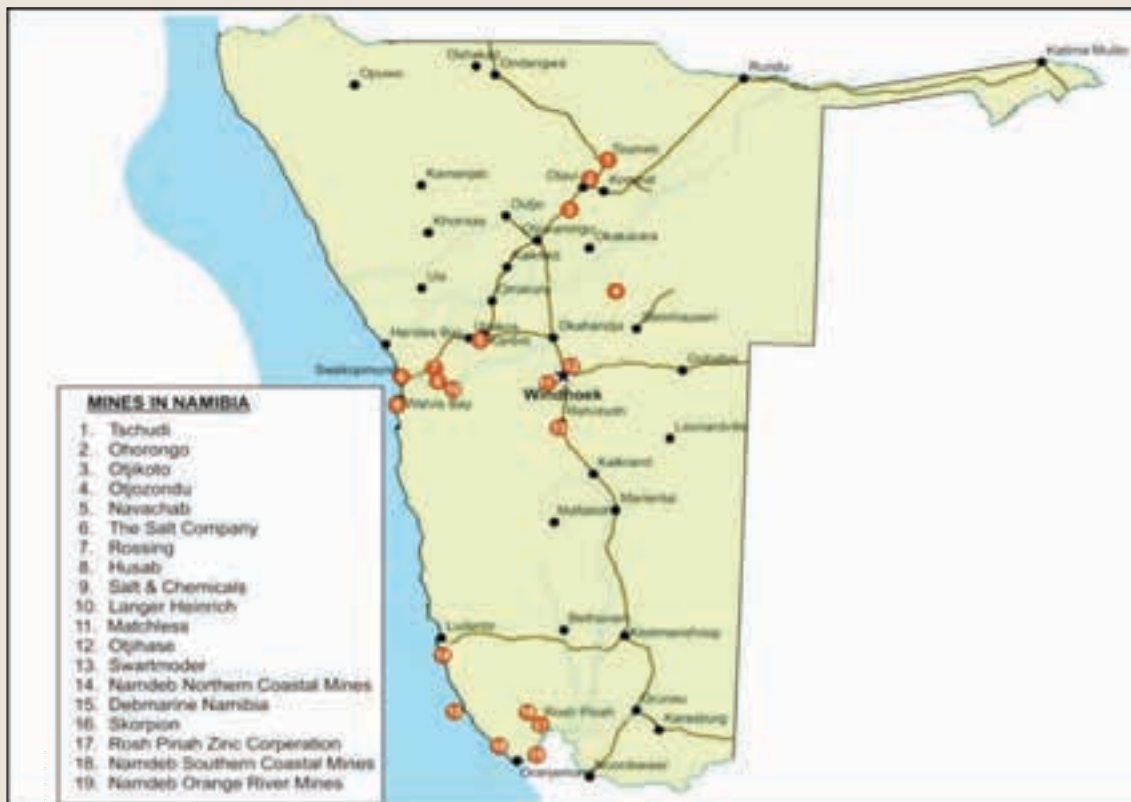 Oshakati
Ondangwa
Opuwo
Rundu
Katima Mulilo
Tsumeb
Otavi
Kamanjab
Outjo
Khorixas
Otjiwarongo
Okakarara
Kalkfeld
Uis
Omaruru
Steinhausen
Henties Bay
Usakos
Karibib
Okahandja
Gobabis
Swakopmund
Windhoek
Walvis Bay
Rehoboth
Leonardville
Kalkrand
Mariental
Maltahöhe
Luderitz
Bethanien
Keetmanshoop
Rosh Pinah
Grunau
Karasburg
Oranjemund
Noordoewer
MINES IN NAMIBIA
1. Tschudi
2. Ohorongo
3. Otjikoto
4. Otjozondu
5. Navachab
6. The Salt Company
7. Rossing
8. Husab
9. Salt & Chemicals
10. Langer Heinrich
11. Matchless
12. Otjihase
13. Swartmoder
14. Namdeb Northern Coastal Mines
15. Debmarine Namibia
16. Skorpion
17. Rosh Pinah Zinc Corperation
18. Namdeb Southern Coastal Mines
19. Namdeb Orange River Mines